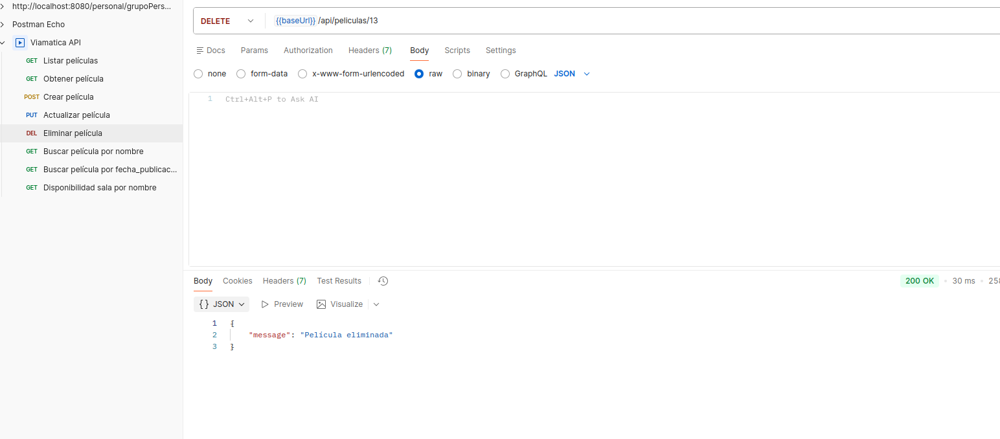 http://localhost:8080/personal/grupoPers...
Postman Echo
Viamatica API
GET Listar películas
GET Obtener película
POST Crear película
PUT Actualizar película
DEL Eliminar película
GET Buscar película por nombre
GET Buscar película por fecha_publicac...
GET Disponibilidad sala por nombre
DELETE {{baseUrl}} /api/peliculas/13
Docs Params Authorization Headers (7) Body Scripts Settings
none form-data x-www-form-urlencoded raw binary GraphQL JSON
1 Ctrl+Alt+P to Ask AI
Body Cookies Headers (7) Test Results 200 OK • 30 ms • 258
{} JSON Preview Visualize
1 {
2 "message": "Película eliminada"
3 }